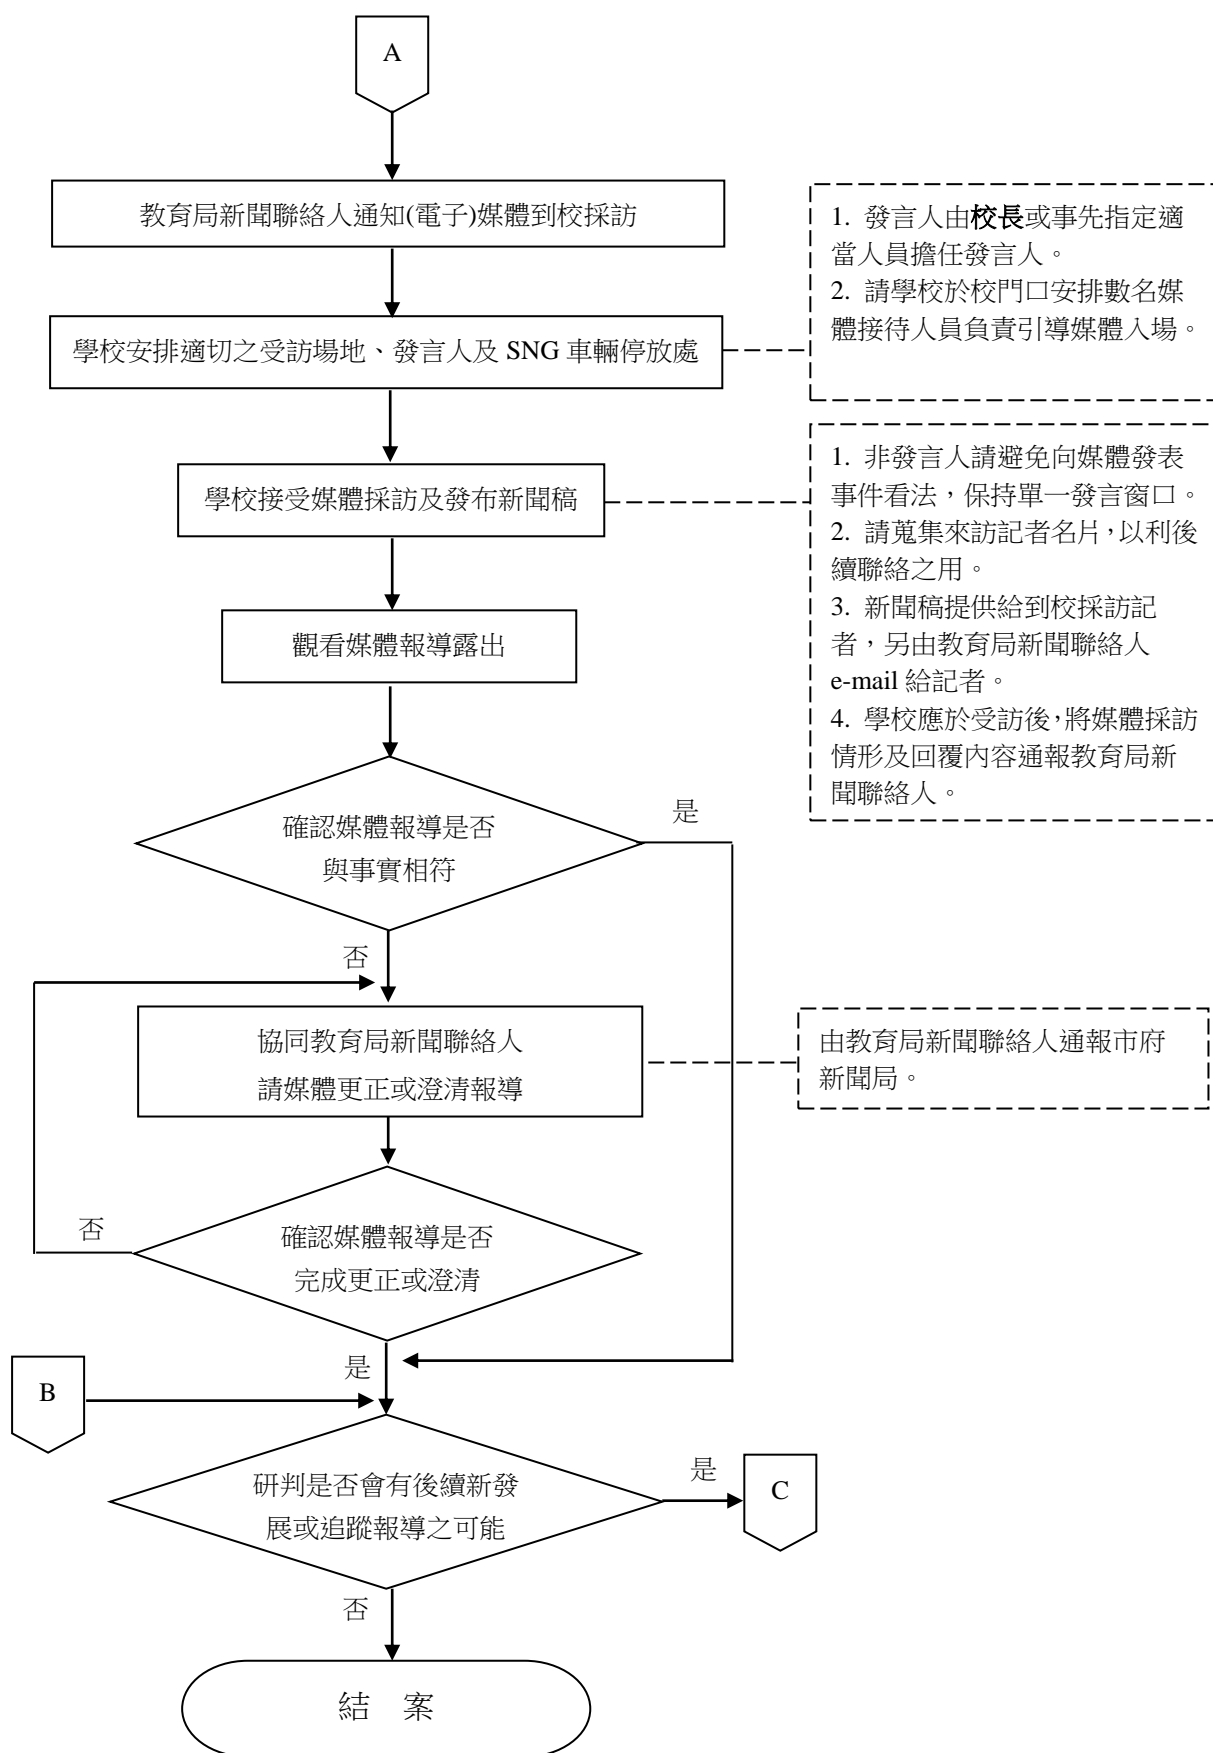 A
教育局新聞聯絡人通知(電子)媒體到校採訪
1. 發言人由校長或事先指定適
當人員擔任發言人。
2. 請學校於校門口安排數名媒
體接待人員負責引導媒體入場。
學校安排適切之受訪場地、發言人及 SNG 車輛停放處
1. 非發言人請避免向媒體發表
事件看法，保持單一發言窗口。
2. 請蒐集來訪記者名片，以利後
續聯絡之用。
3. 新聞稿提供給到校採訪記
者，另由教育局新聞聯絡人
e-mail 給記者。
4. 學校應於受訪後，將媒體採訪
情形及回覆內容通報教育局新
聞聯絡人。
學校接受媒體採訪及發布新聞稿
觀看媒體報導露出
是
確認媒體報導是否
與事實相符
否
協同教育局新聞聯絡人
請媒體更正或澄清報導
由教育局新聞聯絡人通報市府
新聞局。
否
確認媒體報導是否
完成更正或澄清
是
B
研判是否會有後續新發
展或追蹤報導之可能
是
C
否
結 案